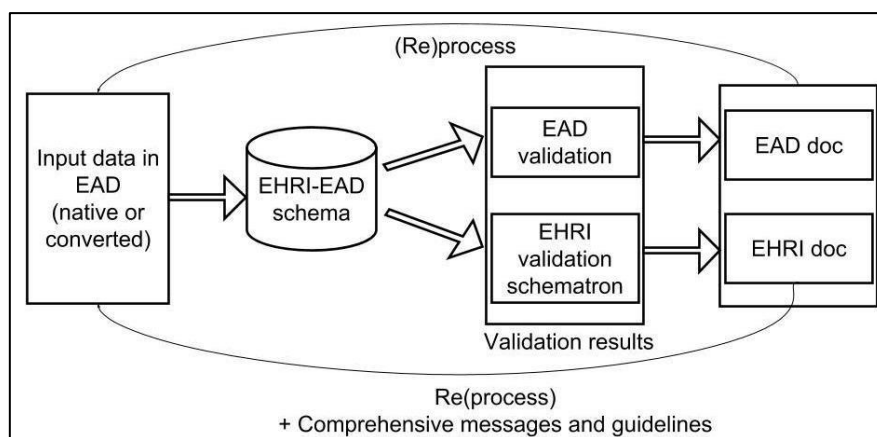 (Re)process
Input data in
EAD
(native or
converted)
EHRI-EAD
schema
EAD
validation
EHRI
validation
schematron
Validation results
EAD doc
EHRI doc
Re(process)
+ Comprehensive messages and guidelines